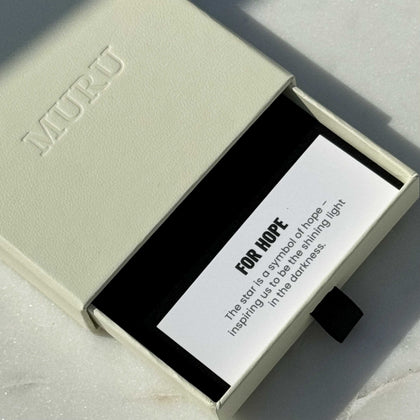 MURU
FOR HOPE
The star is a symbol of hope –
inspiring us to be the shining light
in the darkness.